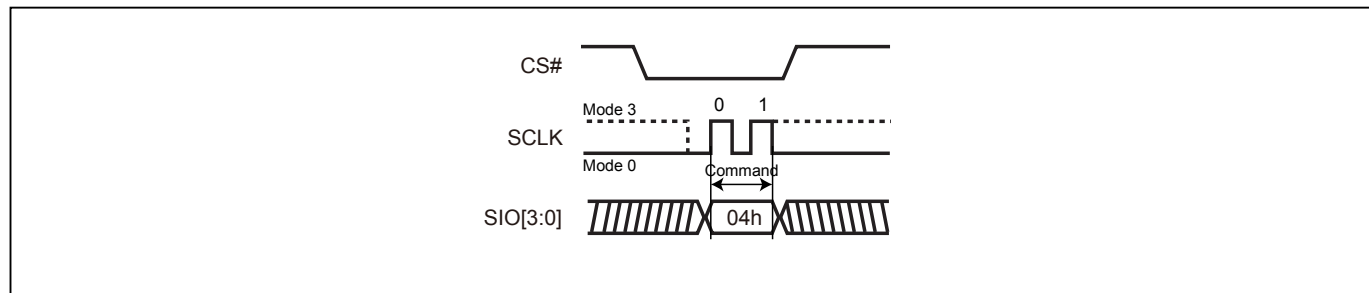 CS#
Mode 3
0 1
SCLK
Mode 0
Command
SIO[3:0]
04h